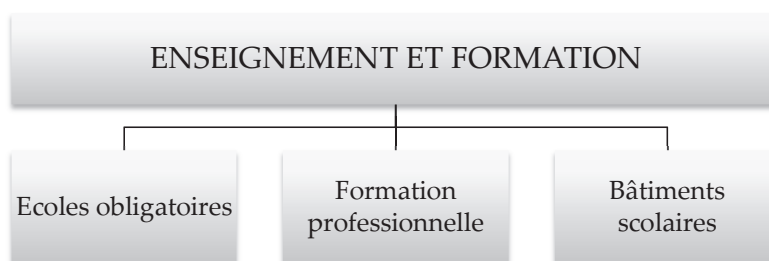 ENSEIGNEMENT ET FORMATION
Ecoles obligatoires
Formation
professionnelle
Bâtiments
scolaires